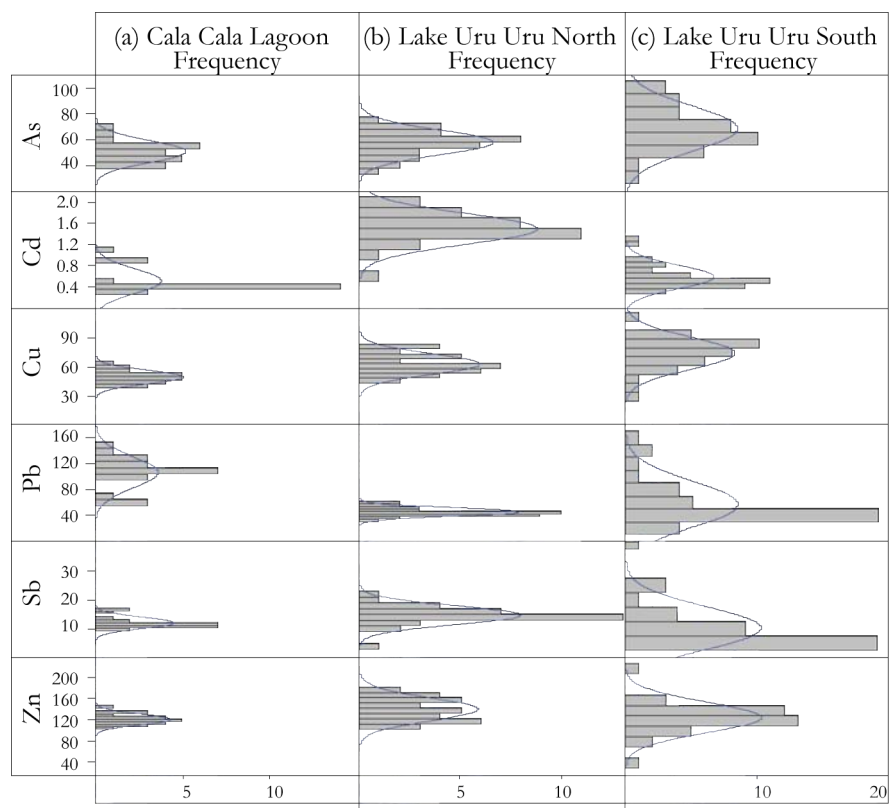 (a) Cala Cala Lagoon
Frequency
(b) Lake Uru Uru North
Frequency
(c) Lake Uru Uru South
Frequency
As
100
80
60
40
Cd
2.0
1.6
1.2
0.8
0.4
Cu
90
60
30
Pb
160
120
80
40
Sb
30
20
10
Zn
200
160
120
80
40
5
10
5
10
10
20